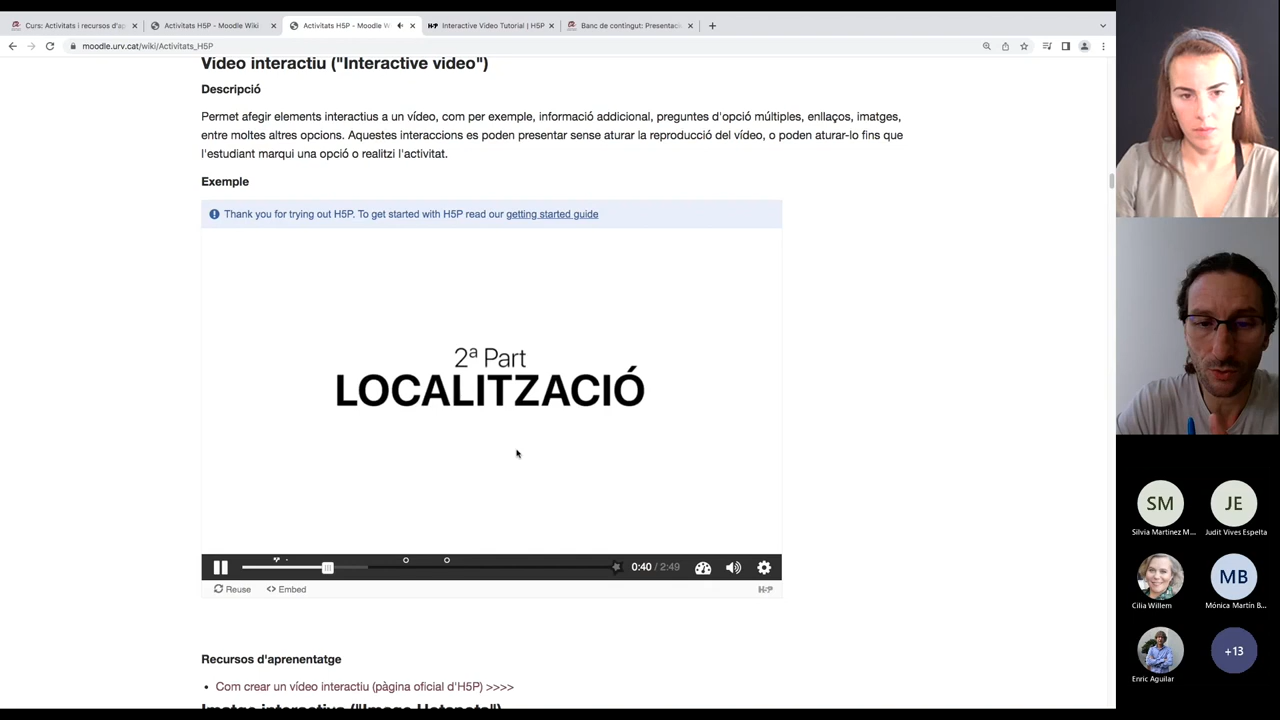 Curs: Activitats i recursos d'ap
Activitats H5P - Moodle Wiki
Activitats H5P - Moodle W
Interactive Video Tutorial | H5P
Banc de contingut: Presentaci
moodle.urv.cat/wiki/Activitats_H5P
Vídeo interactiu ("Interactive video")
Descripció
Permet afegir elements interactius a un vídeo, com per exemple, informació addicional, preguntes d'opció múltiples, enllaços, imatges,
entre moltes altres opcions. Aquestes interaccions es poden presentar sense aturar la reproducció del vídeo, o poden aturar-lo fins que
l'estudiant marqui una opció o realitzi l'activitat.
Exemple
Thank you for trying out H5P. To get started with H5P read our getting started guide
2ª Part
LOCALITZACIÓ
0:40 / 2:49
Reuse
Embed
H5P
Recursos d'aprenentatge
• Com crear un vídeo interactiu (pàgina oficial d'H5P) >>>>
Imatge interactiva ("Image Hotspots")
SM
JE
Silvia Martinez M...
Judit Vives Espelta
MB
Cilia Willem
Mónica Martín B...
+13
Enric Aguilar